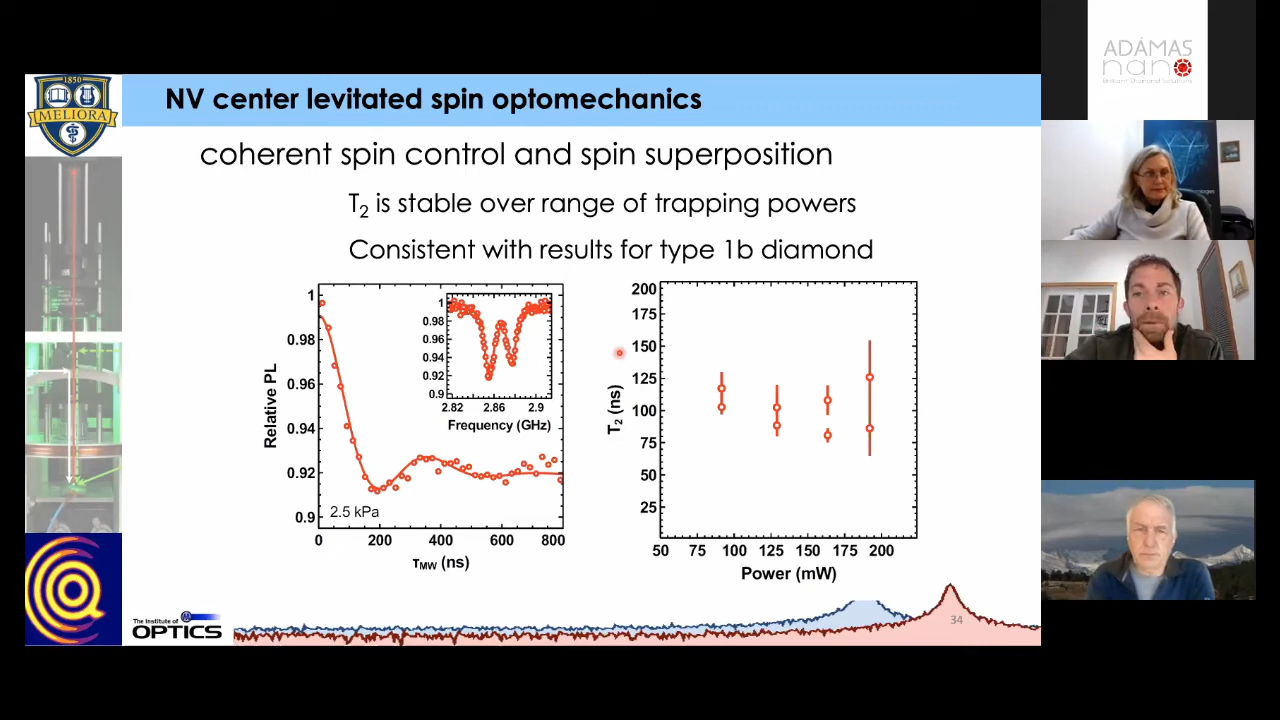 NV center levitated spin optomechanics
coherent spin control and spin superposition
T₂ is stable over range of trapping powers
Consistent with results for type 1b diamond
1
0.98
0.96
0.94
0.92
0.9
Relative PL
2.5 kPa
0 200 400 600 800
τMW (ns)
1
0.98
0.96
0.94
0.92
0.9
2.82 2.86 2.9
Frequency (GHz)
200
175
150
125
100
75
50
25
T₂ (ns)
50 75 100 125 150 175 200
Power (mW)
1850
MELIORA
The Institute of
OPTICS
34
ADÁMAS
nano
Brilliant Diamond Solutions